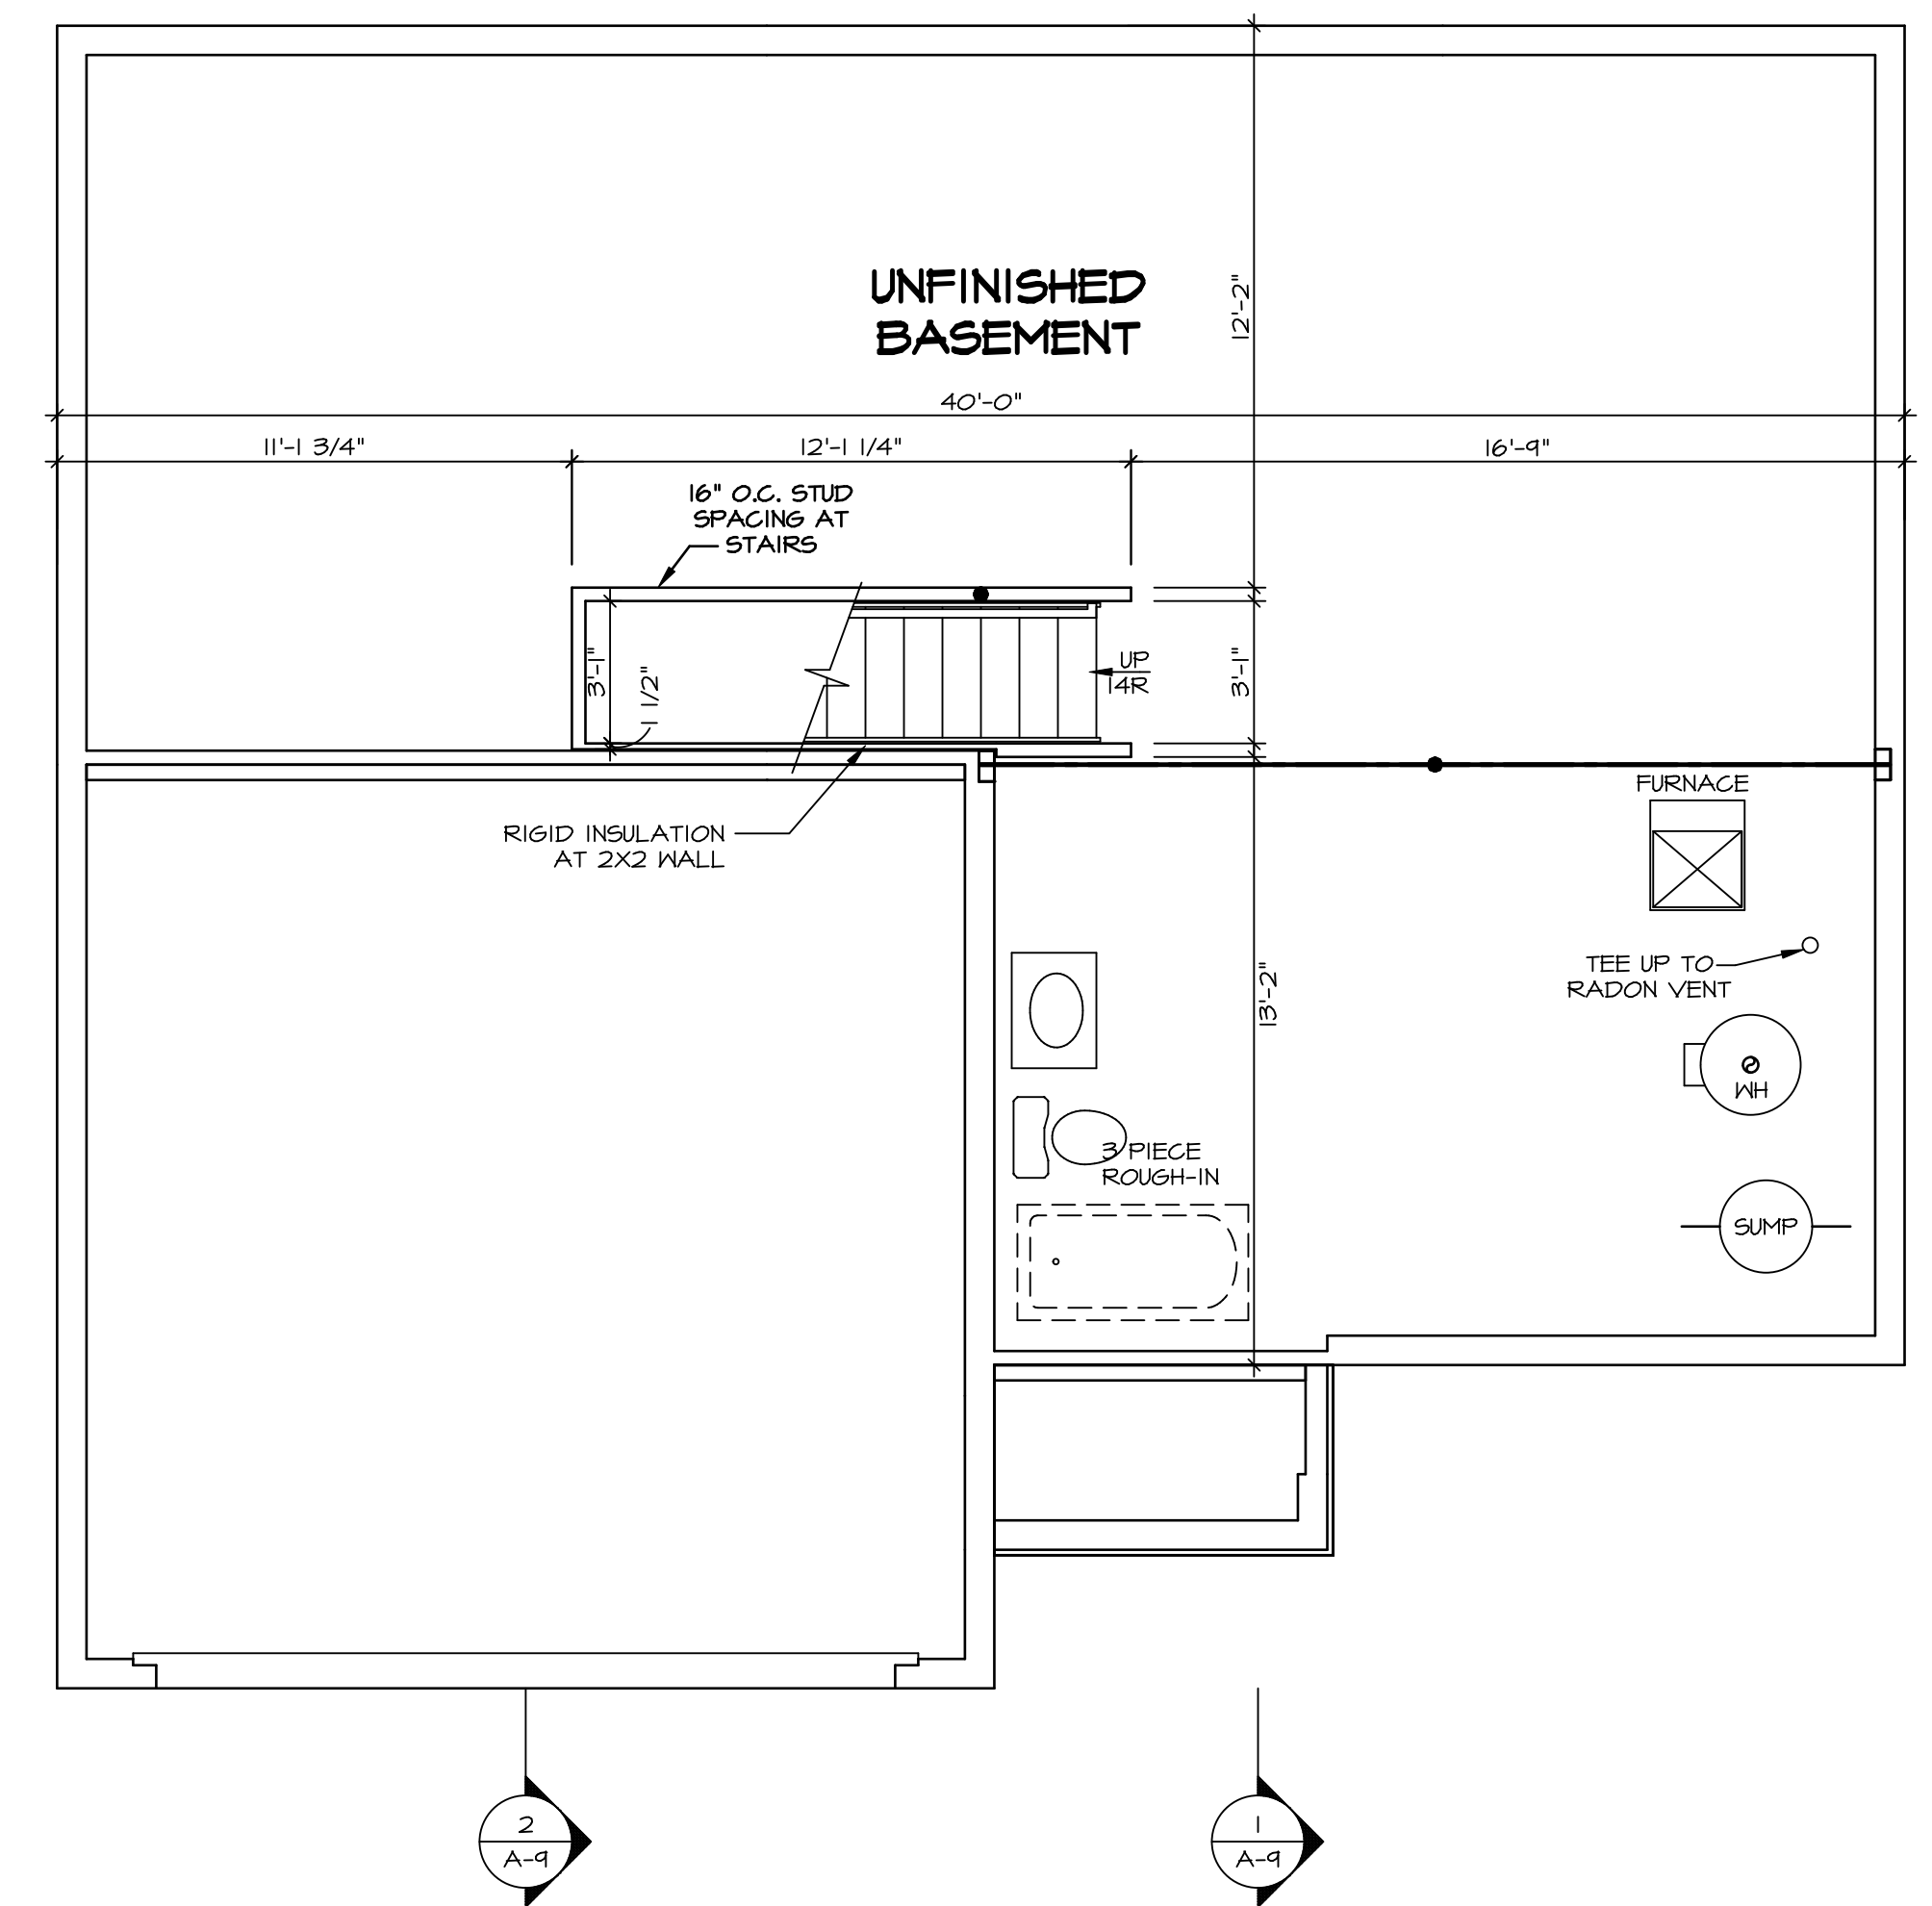 UNFINISHED
BASEMENT
12'-2"
40'-0"
11'-1 3/4"
12'-1 1/4"
16'-9"
16" O.C. STUD
SPACING AT
STAIRS
3'-1"
1 1/2"
UP
14R
3'-1"
FURNACE
RIGID INSULATION
AT 2X2 WALL
TEE UP TO
RADON VENT
13'-2"
WH
3 PIECE
ROUGH-IN
SUMP
2
A-9
1
A-9